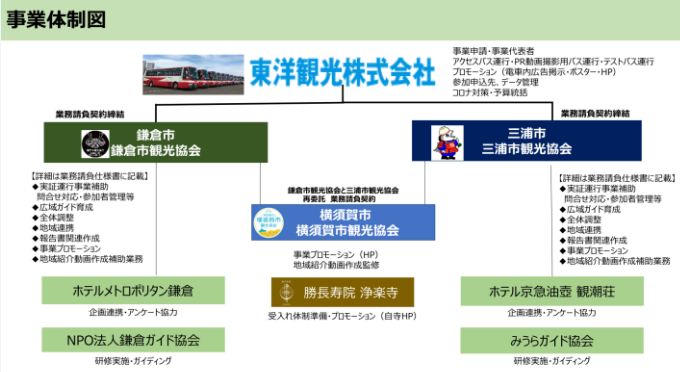 事業体制図
東洋観光株式会社
事業申請・事業代表者
アクセスバス運行・PR動画撮影用バス運行・テストバス運行
プロモーション（電車内広告掲示・ポスター・HP）
参加申込先、データ管理
コロナ対策・予算統括
業務請負契約締結
業務請負契約締結
鎌倉市
鎌倉市観光協会
三浦市
三浦市観光協会
【詳細は業務請負仕様書に記載】
◆実証運行事業補助
問合せ対応・参加者管理等
◆広域ガイド育成
◆全体調整
◆地域連携
◆報告書関連作成
◆事業プロモーション
◆地域紹介動画作成補助業務
鎌倉市観光協会と三浦市観光協会
再委託 業務請負契約
横須賀市
横須賀市観光協会
事業プロモーション（HP）
地域紹介動画作成監修
勝長寿院 浄楽寺
受入れ体制準備・プロモーション（自寺HP）
【詳細は業務請負仕様書に記載】
◆実証運行事業補助
問合せ対応・参加者管理等
◆広域ガイド育成
◆全体調整
◆地域連携
◆報告書関連作成
◆事業プロモーション
◆地域紹介動画作成補助業務
ホテルメトロポリタン鎌倉
企画連携・アンケート協力
NPO法人鎌倉ガイド協会
研修実施・ガイディング
ホテル京急油壺 観潮荘
企画連携・アンケート協力
みうらガイド協会
研修実施・ガイディング